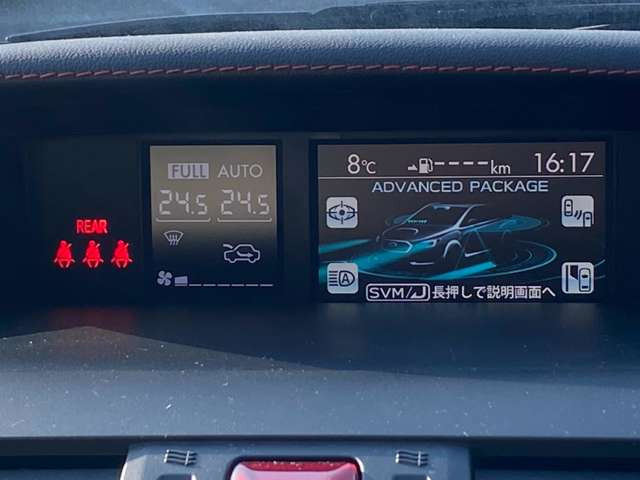 REAR
FULL AUTO
24.5 24.5
8℃ ----km 16:17
ADVANCED PACKAGE
A
SVM/ 長押しで説明画面へ